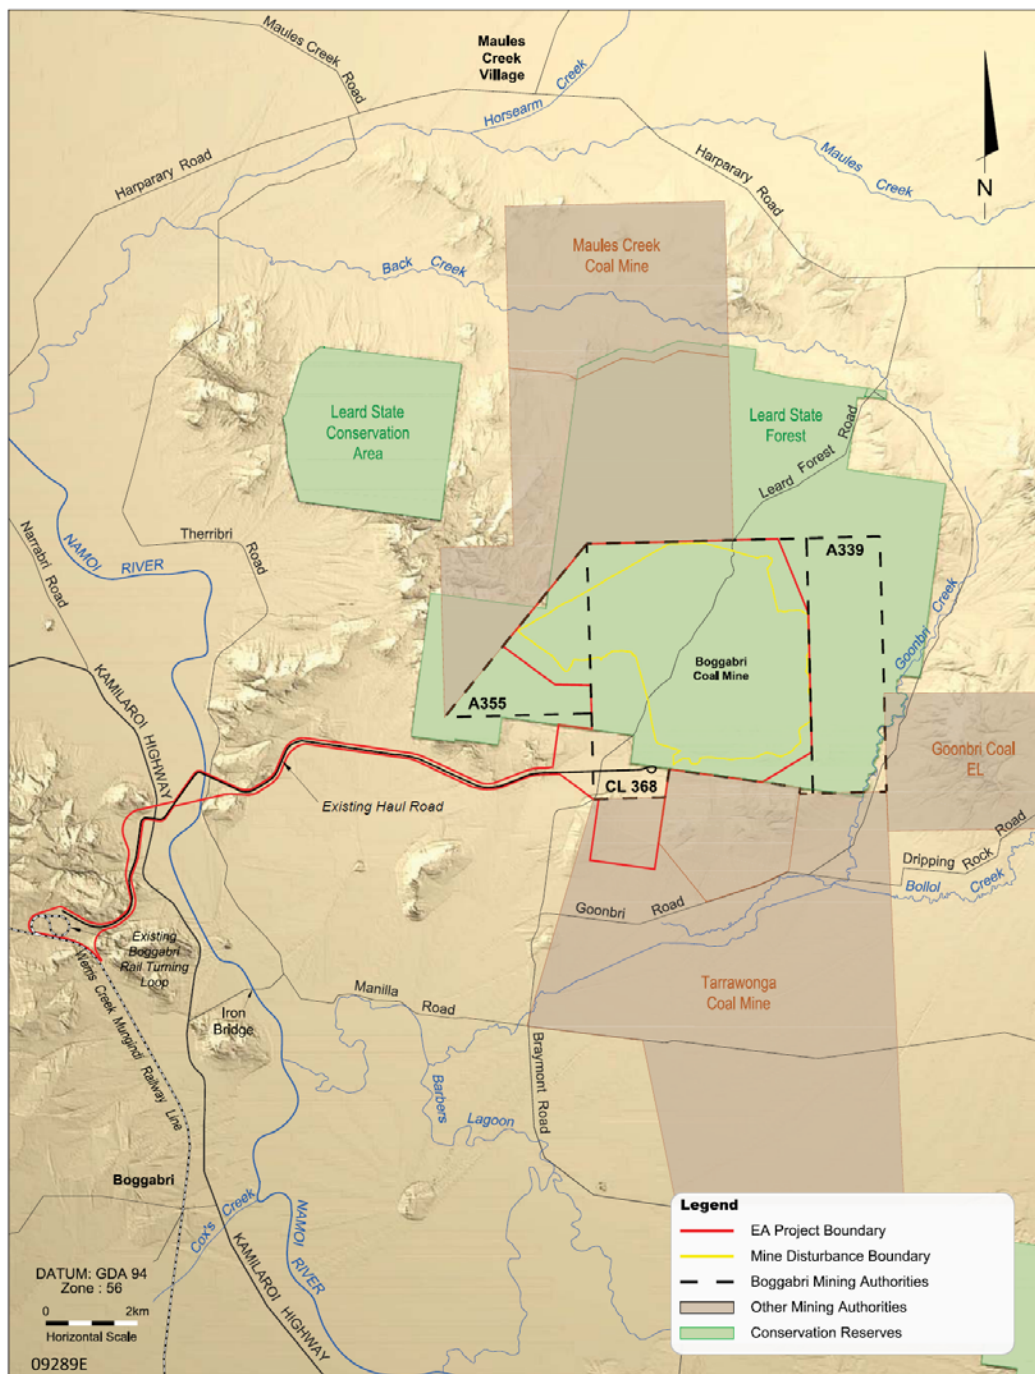 Maules
Creek
Village
Maules Creek Road
Horsearm Creek
Harparary Road
Harparary Road
Maules Creek
N
Maules Creek
Coal Mine
Back Creek
Leard State
Conservation
Area
Leard State
Forest
Leard Forest Road
Narrabri Road
NAMOI RIVER
Therribri Road
A339
Goonbri Creek
Boggabri
Coal Mine
A355
KAMILAROI HIGHWAY
Goonbri Coal
EL
Existing Haul Road
CL 368
Dripping Rock Road
Bollol Creek
Goonbri Road
Existing
Boggabri
Rail Turning
Loop
Werris Creek Mungindi Railway Line
Tarrawonga
Coal Mine
Manilla Road
Iron
Bridge
Braymont Road
Barbers Lagoon
Boggabri
Cox's Creek
NAMOI RIVER
KAMILAROI HIGHWAY
Legend
EA Project Boundary
Mine Disturbance Boundary
Boggabri Mining Authorities
Other Mining Authorities
Conservation Reserves
DATUM: GDA 94
Zone : 56
0 2km
Horizontal Scale
09289E